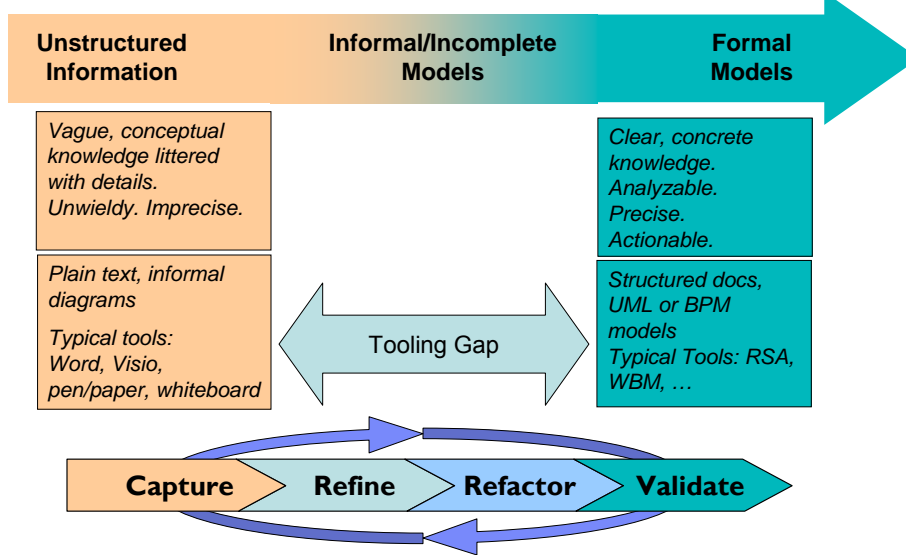 Unstructured
Information
Informal/Incomplete
Models
Formal
Models
Vague, conceptual
knowledge littered
with details.
Unwieldy. Imprecise.
Clear, concrete
knowledge.
Analyzable.
Precise.
Actionable.
Plain text, informal
diagrams
Typical tools:
Word, Visio,
pen/paper, whiteboard
Tooling Gap
Structured docs,
UML or BPM
models
Typical Tools: RSA,
WBM, …
Capture
Refine
Refactor
Validate